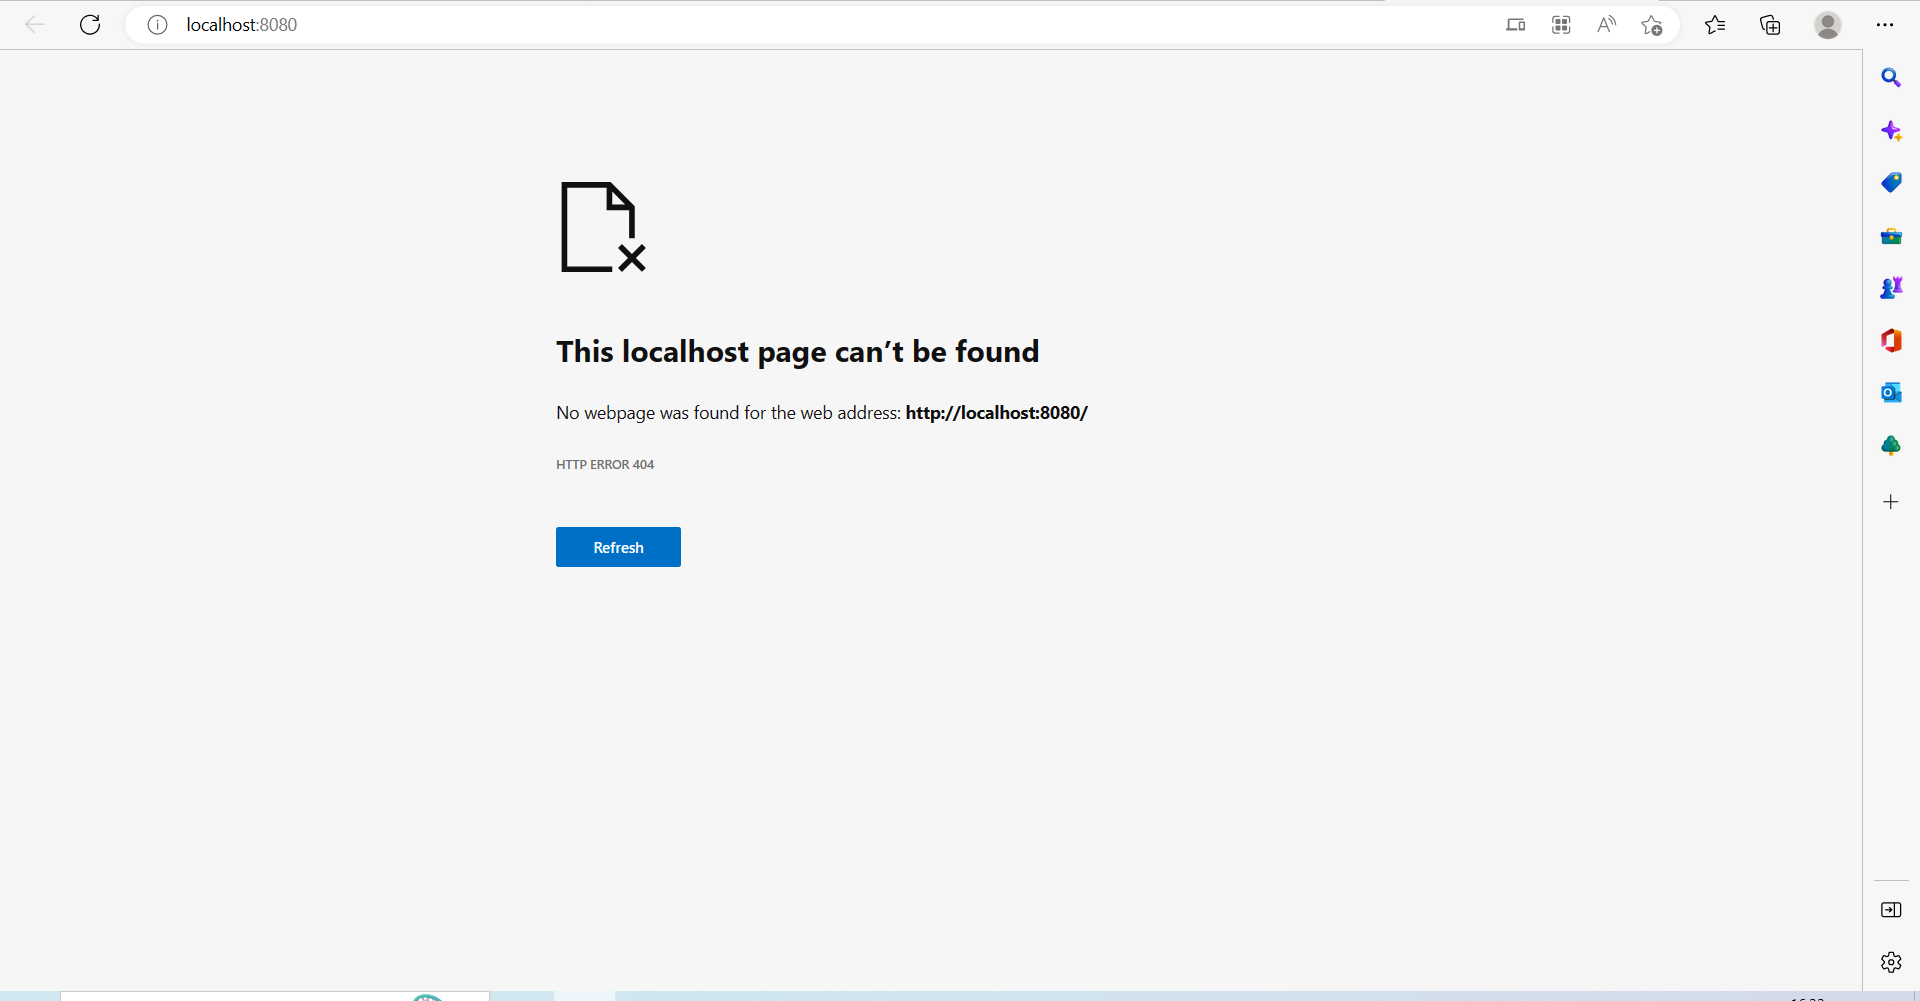 localhost:8080
This localhost page can’t be found
No webpage was found for the web address: http://localhost:8080/
HTTP ERROR 404
Refresh